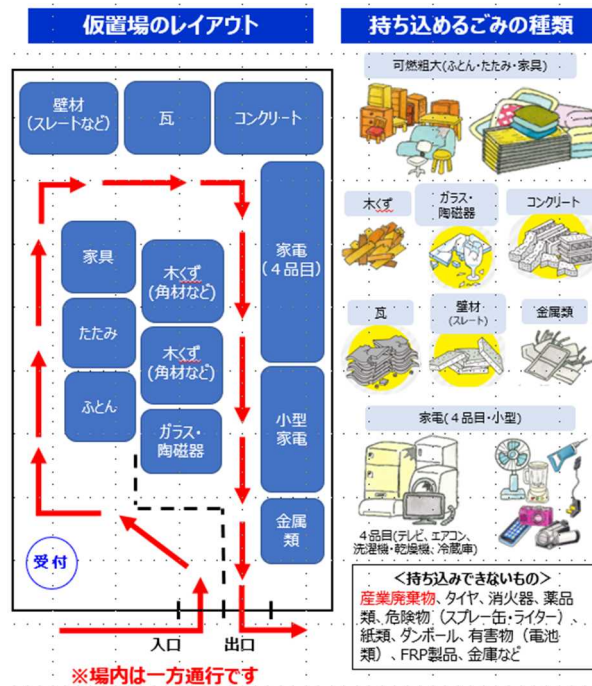 仮置場のレイアウト
壁材
(スレートなど)
瓦
コンクリート
家具
たたみ
ふとん
木くず
(角材など)
木くず
(角材など)
ガラス・
陶磁器
家電
(4品目)
小型
家電
金属
類
受付
入口
出口
※場内は一方通行です
持ち込めるごみの種類
可燃粗大(ふとん・たたみ・家具)
木くず
ガラス・
陶磁器
コンクリート
瓦
壁材
(スレート)
金属類
家電(4品目・小型)
4品目(テレビ、エアコン、
洗濯機・乾燥機、冷蔵庫)
<持ち込みできないもの>
産業廃棄物、タイヤ、消火器、薬品
類、危険物(スプレー缶・ライター)、
紙類、ダンボール、有害物(電池
類)、FRP製品、金庫など